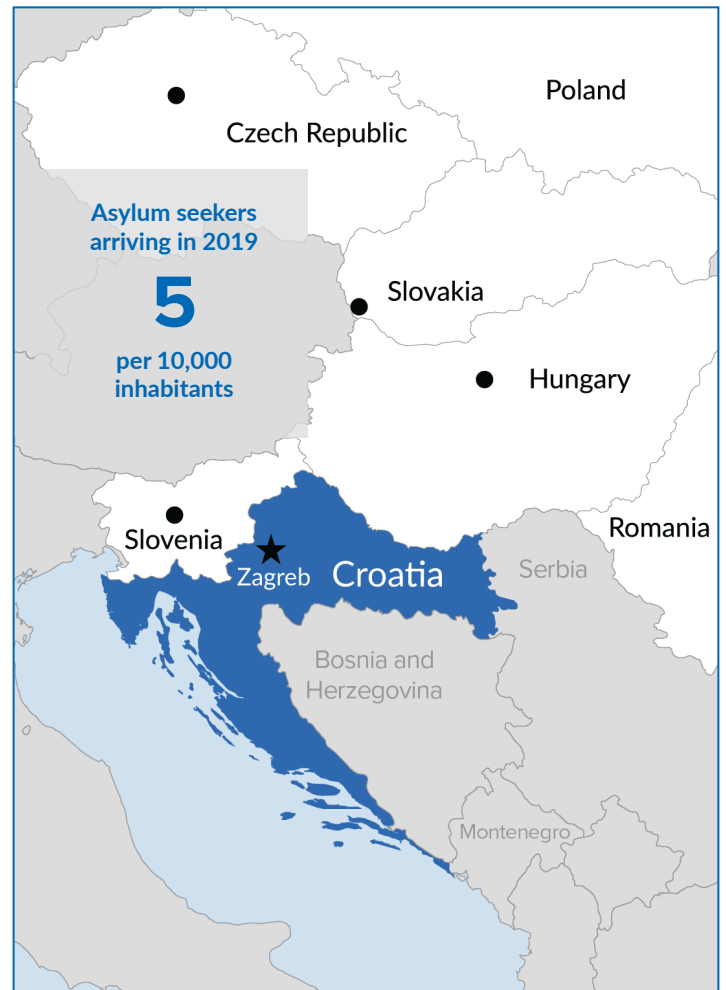 Poland
Czech Republic
Asylum seekers
arriving in 2019
5
per 10,000
inhabitants
Slovakia
Hungary
Romania
Slovenia
Zagreb
Croatia
Serbia
Bosnia and
Herzegovina
Montenegro